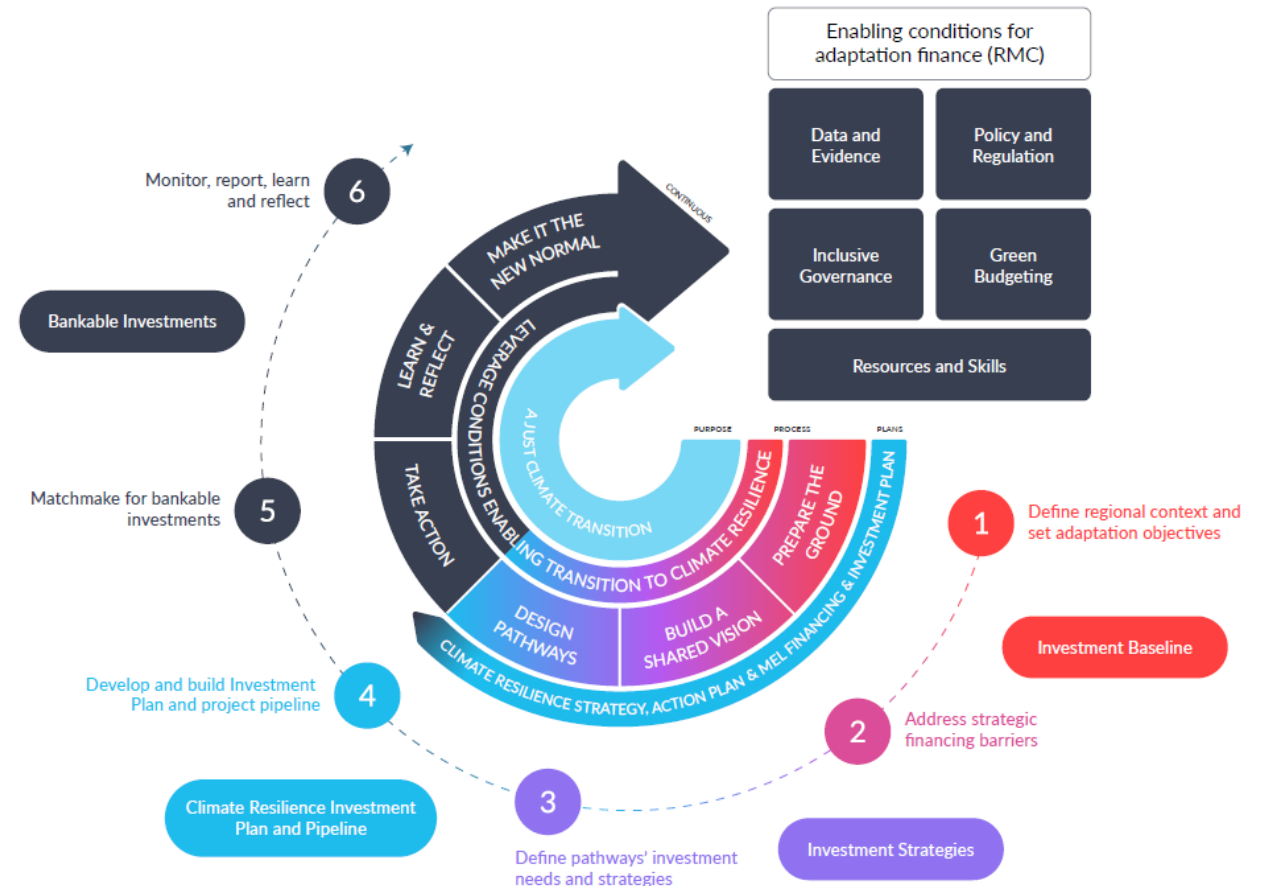 Enabling conditions for
adaptation finance (RMC)
Data and
Evidence
Policy and
Regulation
Inclusive
Governance
Green
Budgeting
Resources and Skills
Monitor, report, learn
and reflect
6
Bankable Investments
Matchmake for bankable
investments
5
Develop and build Investment
Plan and project pipeline
4
Climate Resilience Investment
Plan and Pipeline
3
Define pathways' investment
needs and strategies
Investment Strategies
2
Address strategic
financing barriers
Investment Baseline
1
Define regional context and
set adaptation objectives
CONTINUOUS
MAKE IT THE
NEW NORMAL
LEARN &
REFLECT
TAKE ACTION
DESIGN
PATHWAYS
BUILD A
SHARED VISION
PREPARE THE
GROUND
LEVERAGE CONDITIONS ENABLING TRANSITION TO CLIMATE RESILIENCE
A JUST CLIMATE TRANSITION
PURPOSE
PROCESS
PLANS
CLIMATE RESILIENCE STRATEGY, ACTION PLAN & MEL FINANCING & INVESTMENT PLAN